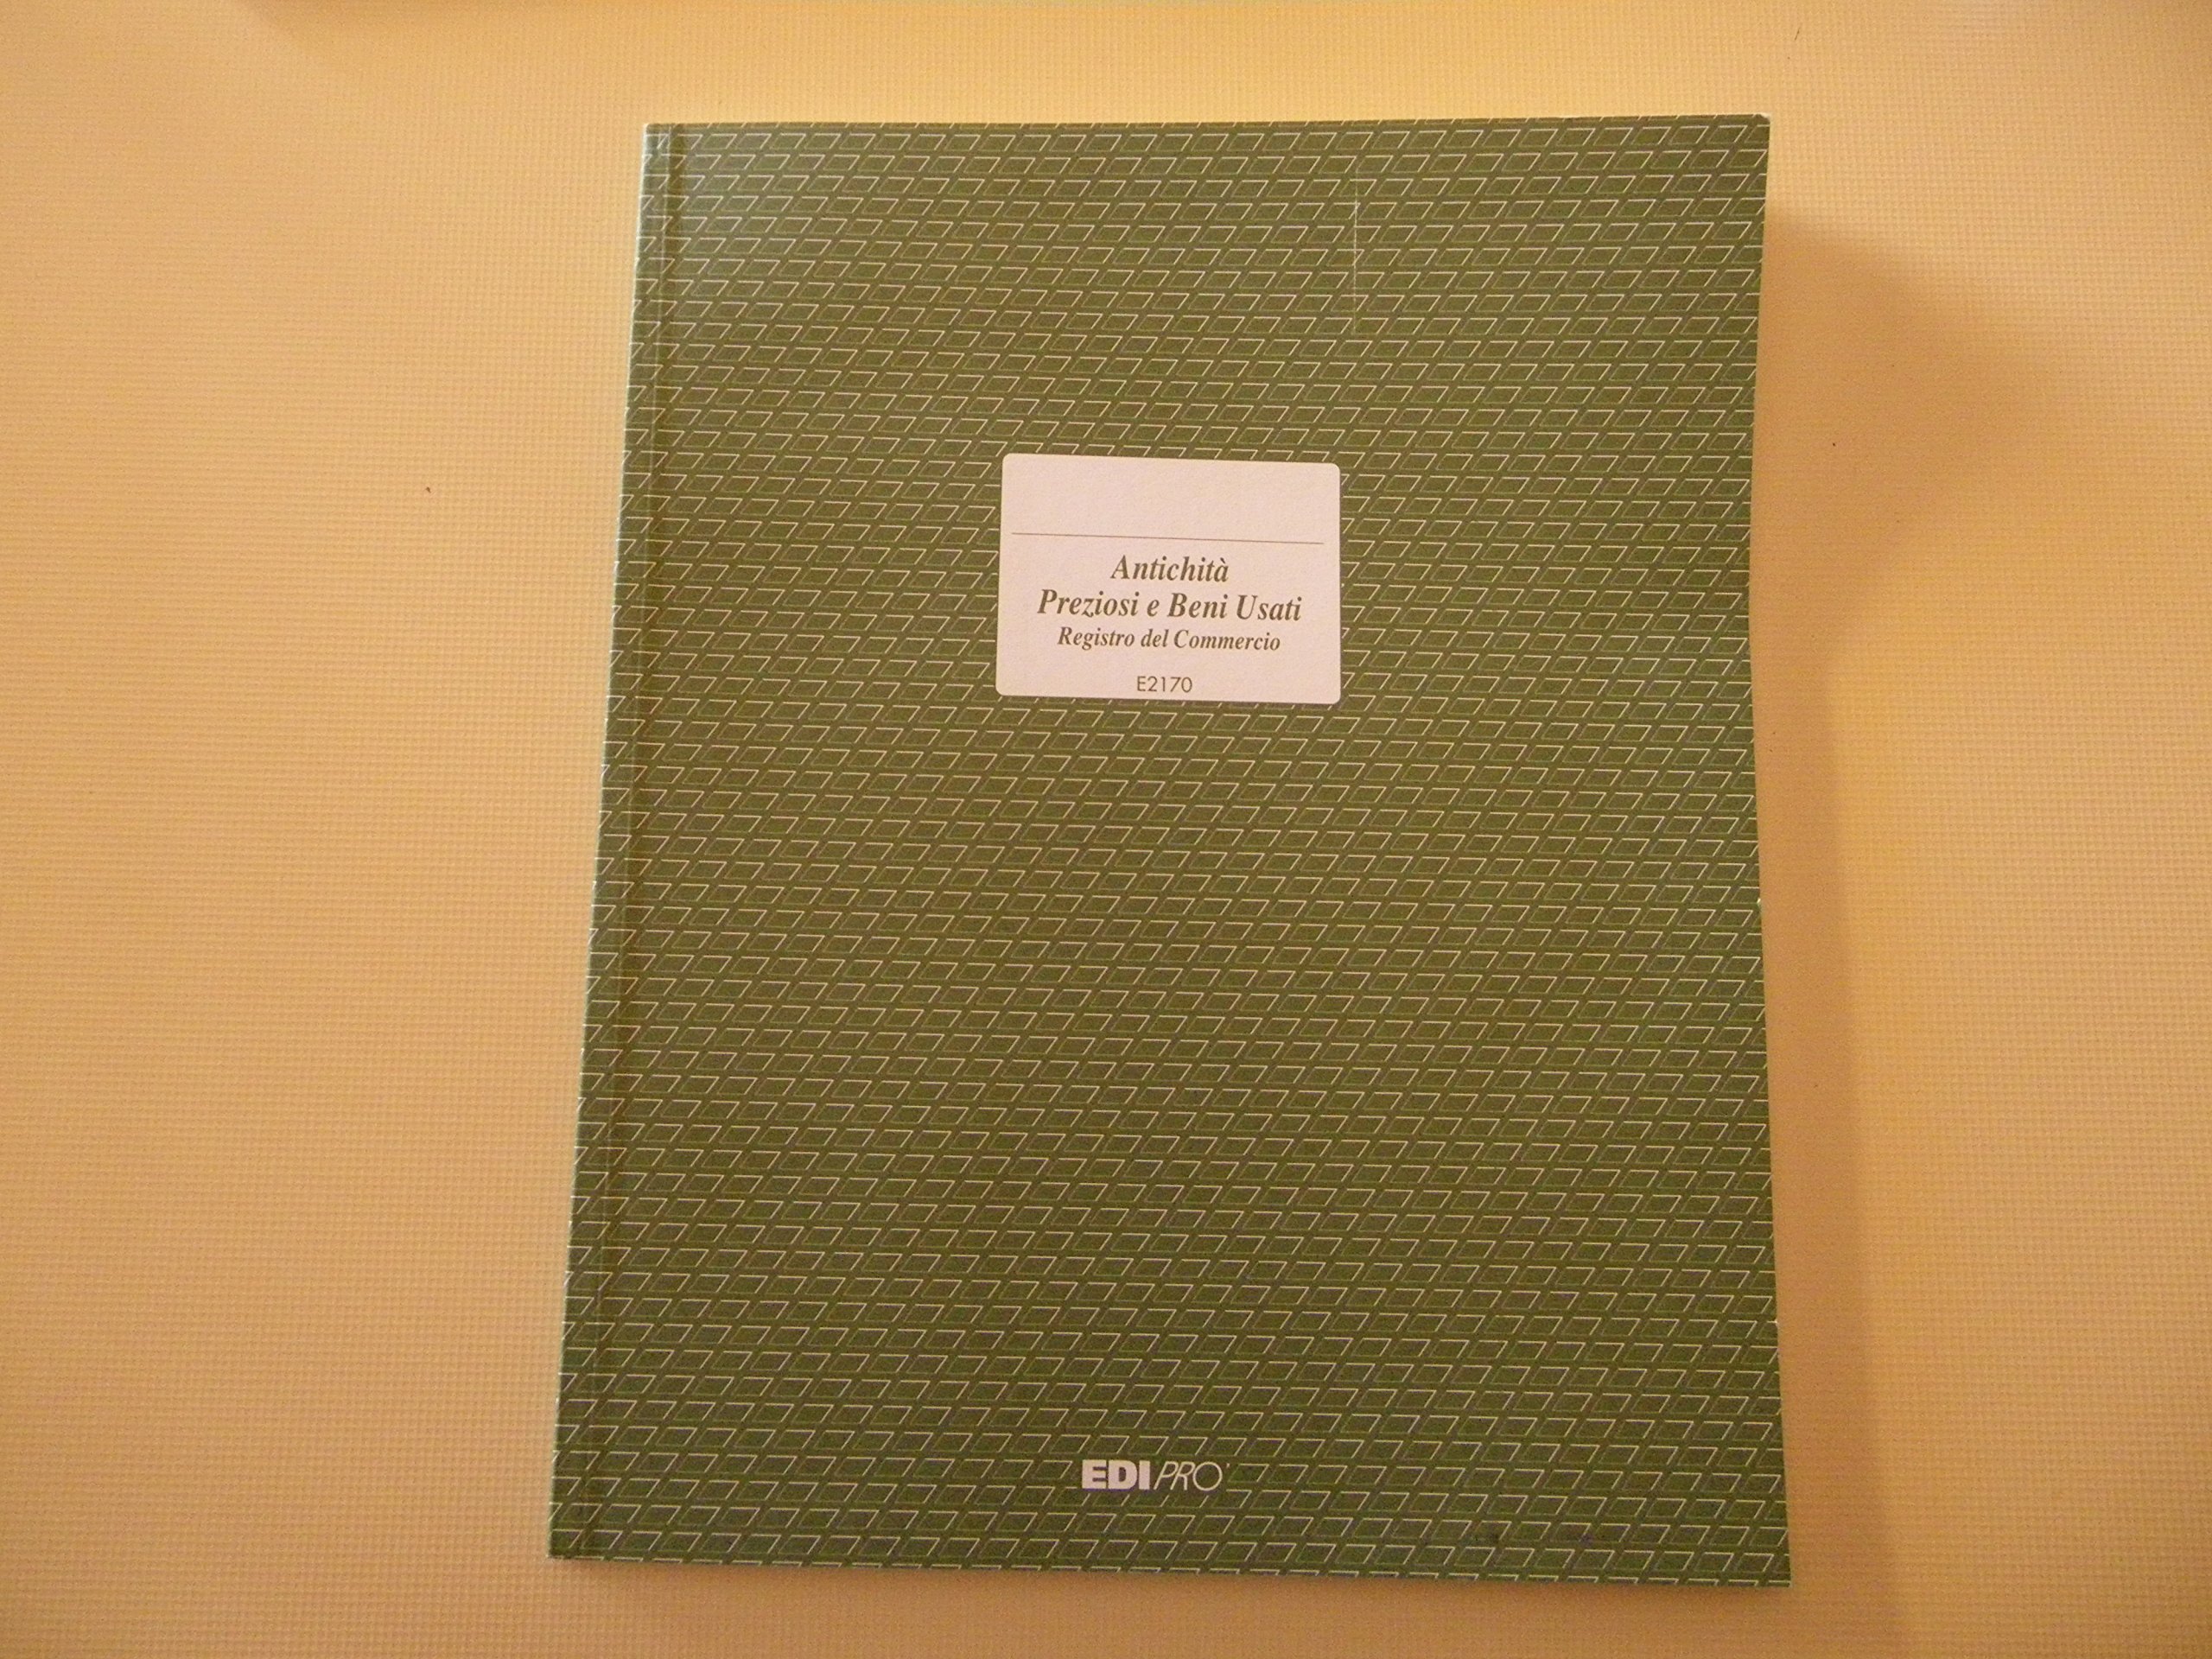 Antichità
Preziosi e Beni Usati
Registro del Commercio
E2170
EDIPRO